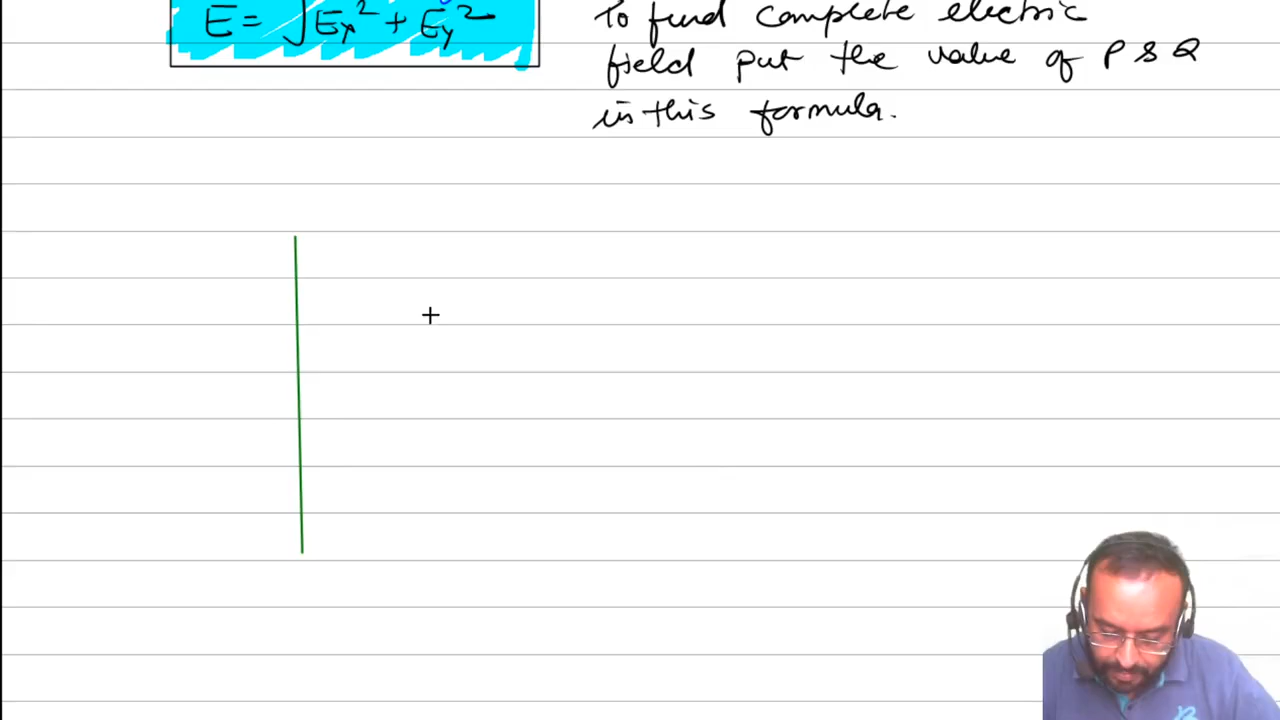 E = √Ex² + Ey²
To find complete electric
field put the value of P & Q
in this formula.